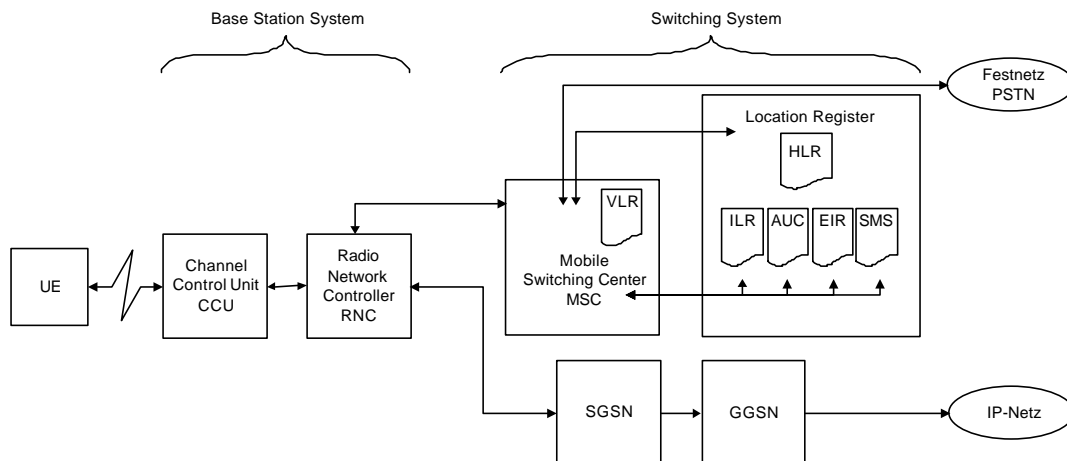 Base Station System
Switching System
Festnetz
PSTN
Location Register
HLR
VLR
ILR
AUC
EIR
SMS
Mobile
Switching Center
MSC
UE
Channel
Control Unit
CCU
Radio
Network
Controller
RNC
SGSN
GGSN
IP-Netz